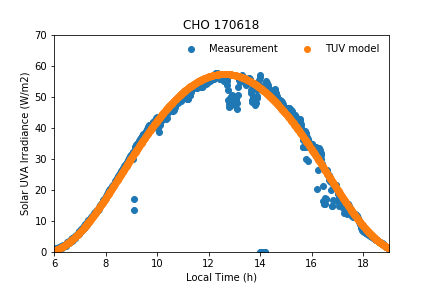 CHO 170618
Measurement TUV model
Solar UVA Irradiance (W/m2)
70
60
50
40
30
20
10
0
6 8 10 12 14 16 18
Local Time (h)